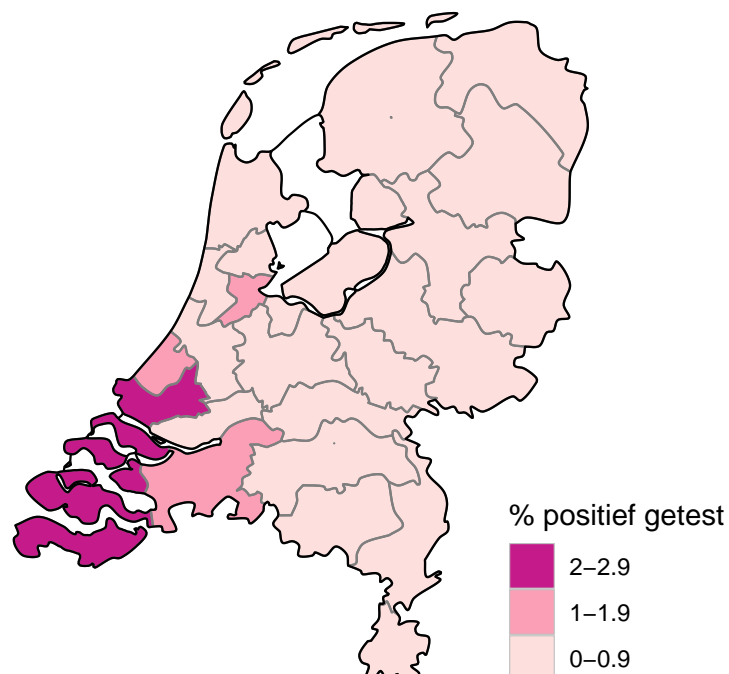 % positief getest
2–2.9
1–1.9
0–0.9